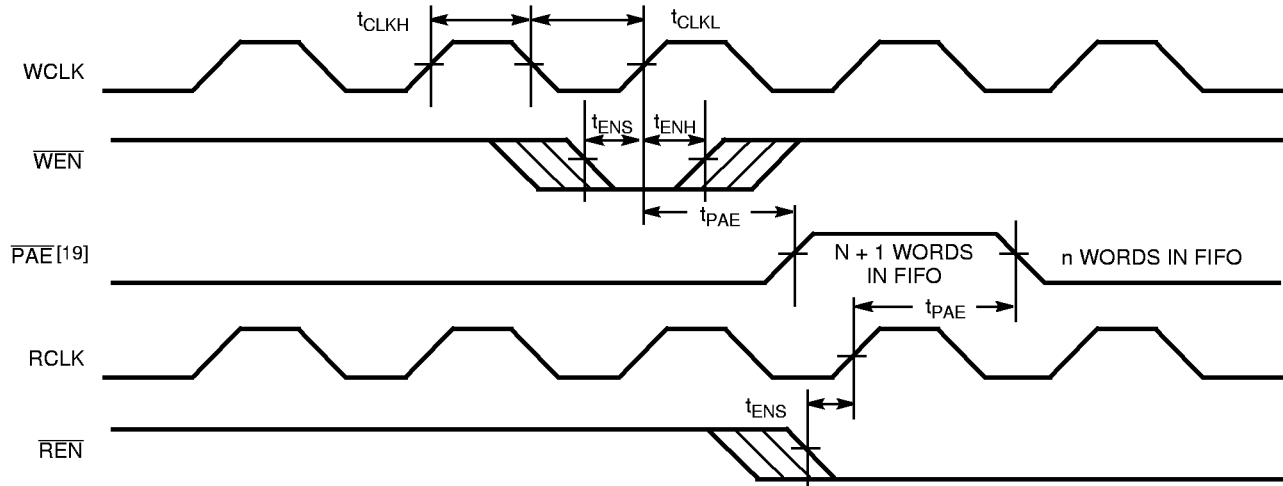 tCLKH
tCLKL
WCLK
tENS
tENH
WEN
tPAE
PAE [19]
N + 1 WORDS
IN FIFO
n WORDS IN FIFO
tPAE
RCLK
tENS
REN